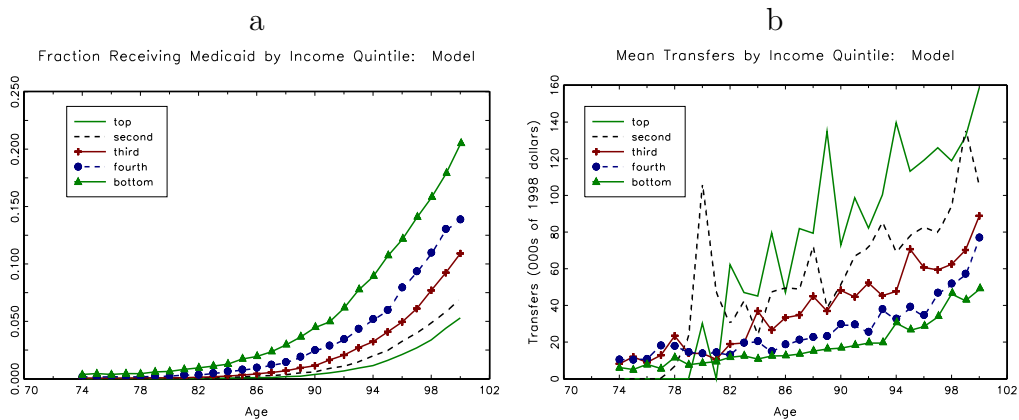 a
Fraction Receiving Medicaid by Income Quintile: Model
0.250
0.200
0.150
0.100
0.050
0.000
top
second
third
fourth
bottom
70 74 78 82 86 90 94 98 102
Age
b
Mean Transfers by Income Quintile: Model
Transfers (000s of 1998 dollars)
160
140
120
100
80
60
40
20
0
top
second
third
fourth
bottom
70 74 78 82 86 90 94 98 102
Age